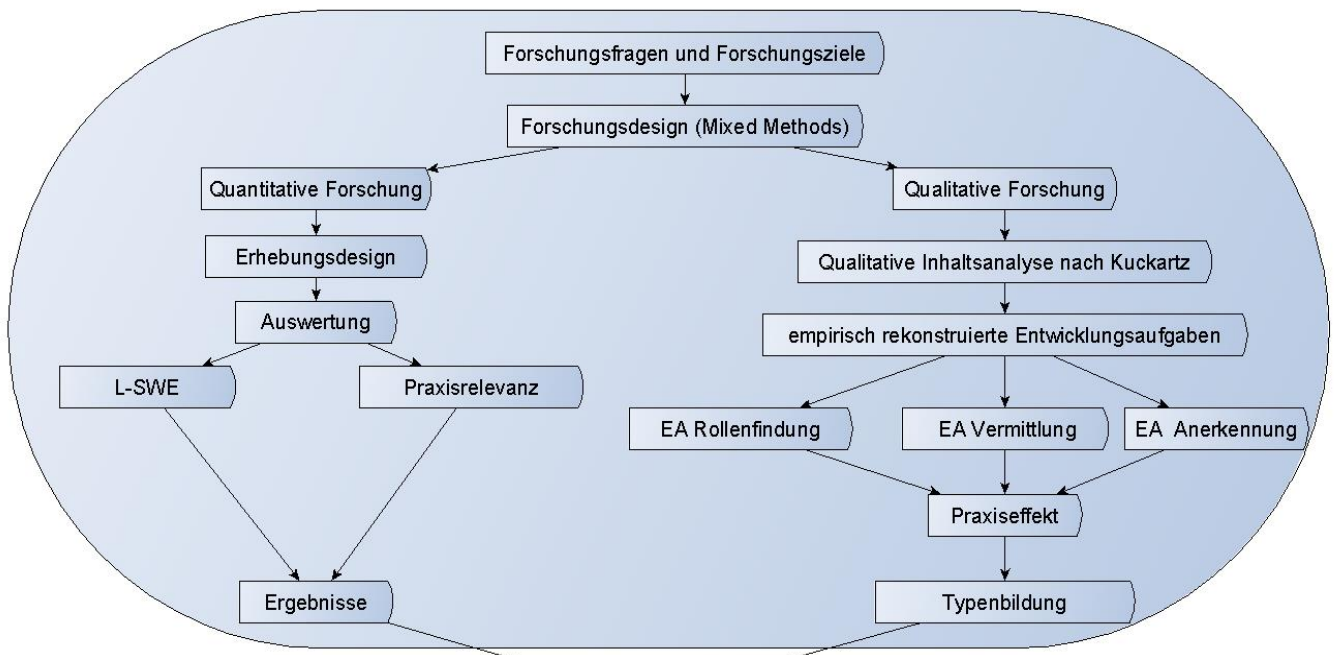 Forschungsfragen und Forschungsziele
Forschungsdesign (Mixed Methods)
Quantitative Forschung
Qualitative Forschung
Erhebungsdesign
Qualitative Inhaltsanalyse nach Kuckartz
Auswertung
empirisch rekonstruierte Entwicklungsaufgaben
L-SWE
Praxisrelevanz
EA Rollenfindung
EA Vermittlung
EA Anerkennung
Praxiseffekt
Ergebnisse
Typenbildung